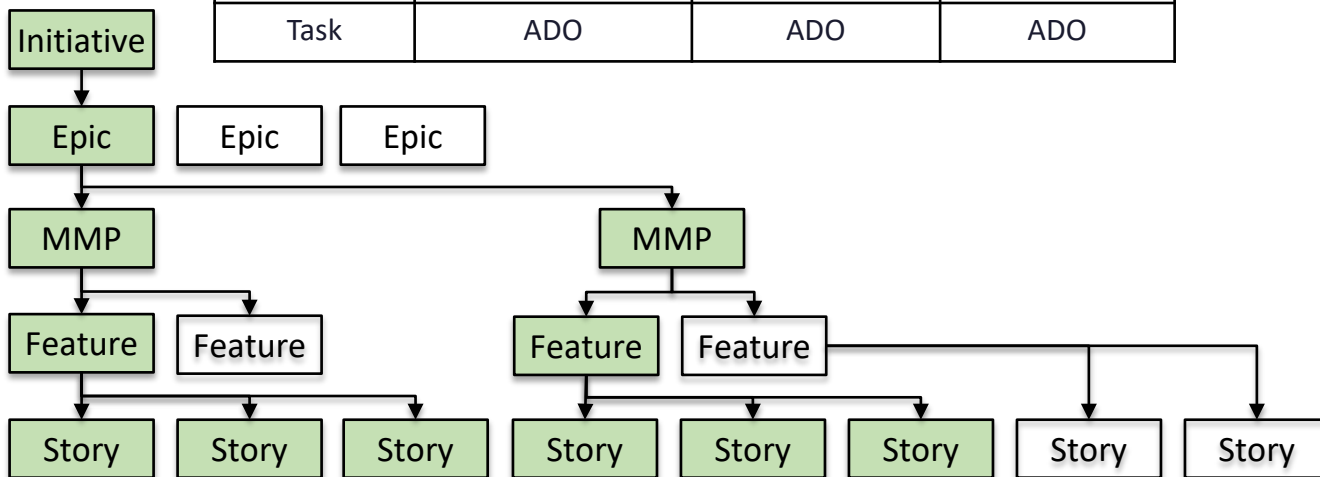 Task ADO ADO ADO
Initiative
Epic Epic Epic
MMP MMP
Feature Feature Feature Feature
Story Story Story Story Story Story Story Story